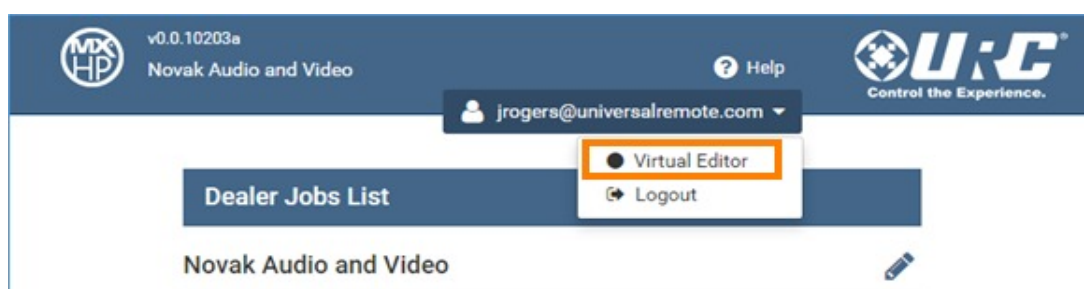 MX
HP
v0.0.10203a
Novak Audio and Video
Help
URC
Control the Experience.
jrogers@universalremote.com
Virtual Editor
Logout
Dealer Jobs List
Novak Audio and Video